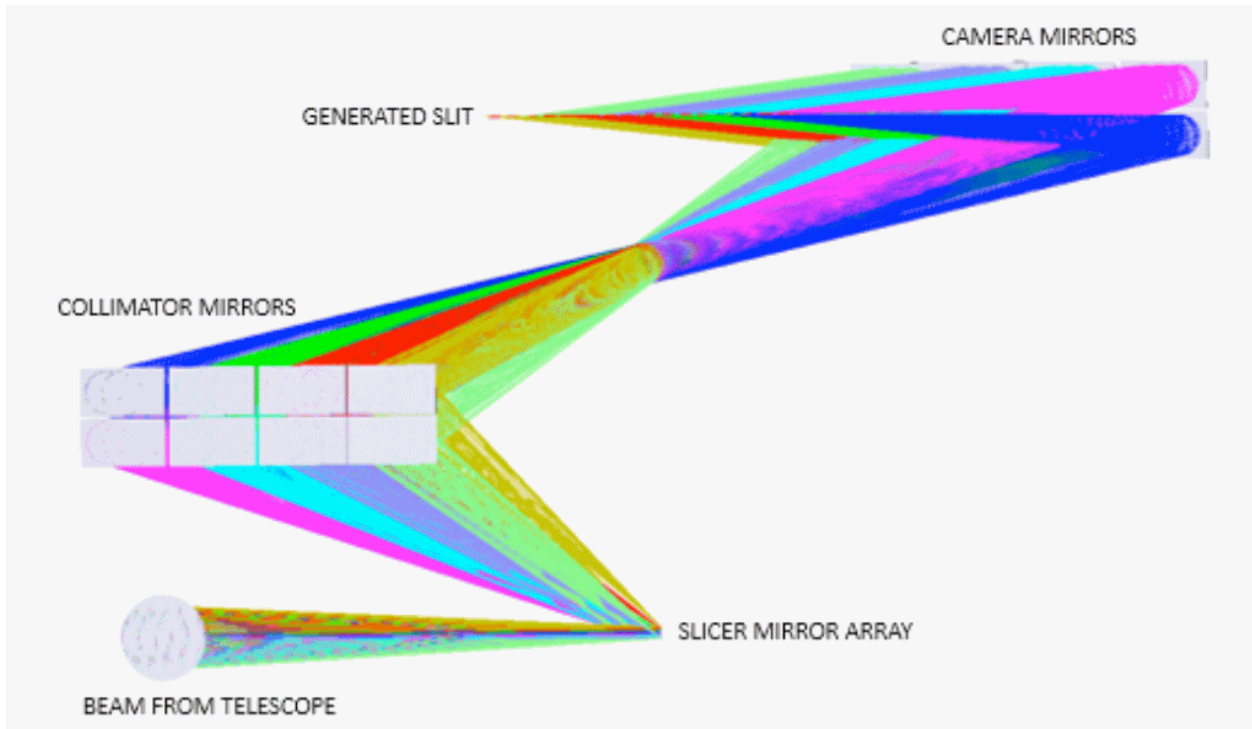 CAMERA MIRRORS
GENERATED SLIT
COLLIMATOR MIRRORS
SLICER MIRROR ARRAY
BEAM FROM TELESCOPE